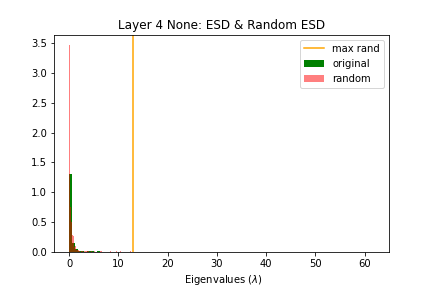 Layer 4 None: ESD & Random ESD
max rand
original
random
3.5
3.0
2.5
2.0
1.5
1.0
0.5
0.0
0 10 20 30 40 50 60
Eigenvalues (λ)